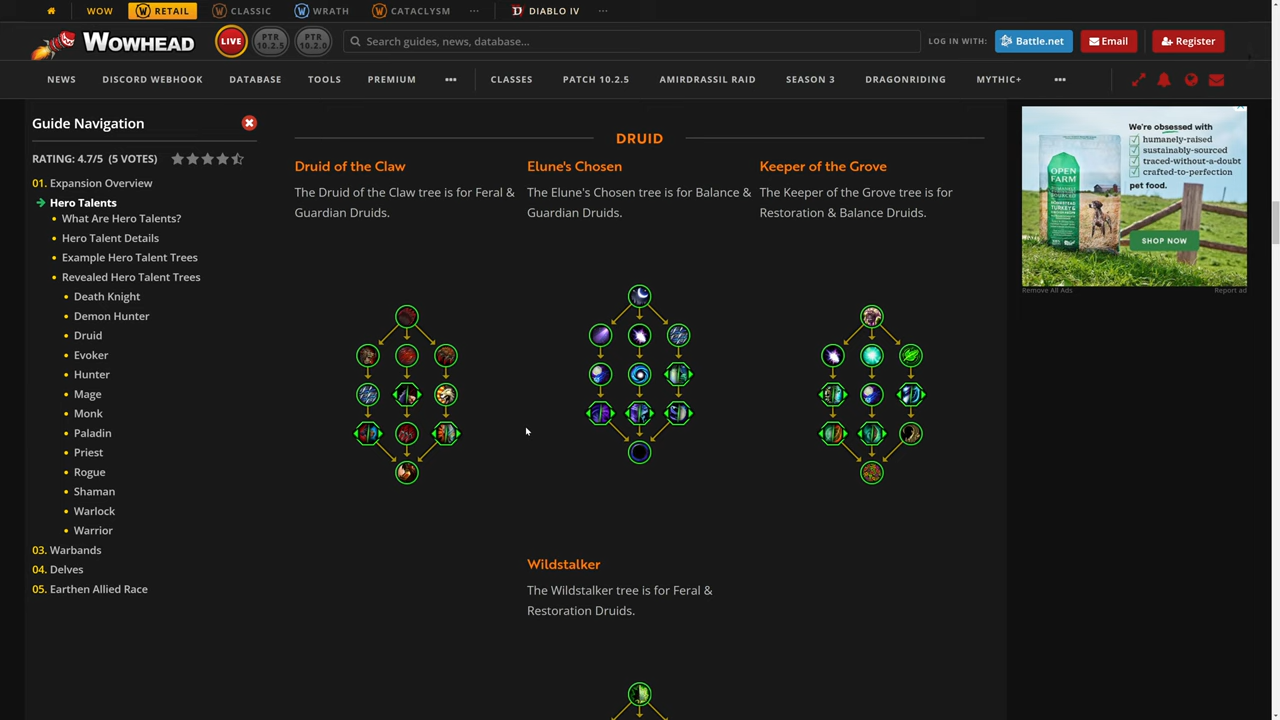 WOW
RETAIL
CLASSIC
WRATH
CATACLYSM
DIABLO IV
WOWHEAD
LIVE
PTR 10.2.5
PTR 10.2.0
Search guides, news, database...
LOG IN WITH:
Battle.net
Email
Register
NEWS
DISCORD WEBHOOK
DATABASE
TOOLS
PREMIUM
CLASSES
PATCH 10.2.5
AMIRDRASSIL RAID
SEASON 3
DRAGONRIDING
MYTHIC+
Guide Navigation
RATING: 4.7/5 (5 VOTES)
01. Expansion Overview
Hero Talents
What Are Hero Talents?
Hero Talent Details
Example Hero Talent Trees
Revealed Hero Talent Trees
Death Knight
Demon Hunter
Druid
Evoker
Hunter
Mage
Monk
Paladin
Priest
Rogue
Shaman
Warlock
Warrior
03. Warbands
04. Delves
05. Earthen Allied Race
DRUID
Druid of the Claw
The Druid of the Claw tree is for Feral &
Guardian Druids.
Elune's Chosen
The Elune's Chosen tree is for Balance &
Guardian Druids.
Keeper of the Grove
The Keeper of the Grove tree is for
Restoration & Balance Druids.
Wildstalker
The Wildstalker tree is for Feral &
Restoration Druids.
We're obsessed with
humanely-raised
sustainably-sourced
traced-without-a-doubt
crafted-to-perfection
pet food.
OPEN
FARM
SHOP NOW
Remove All Ads
Report ad